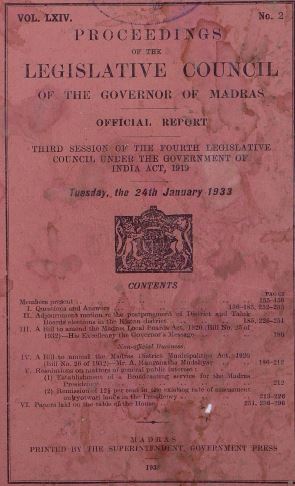 VOL. LXIV.
No. 2
PROCEEDINGS
OF THE
LEGISLATIVE COUNCIL
OF THE GOVERNOR OF MADRAS
OFFICIAL REPORT
THIRD SESSION OF THE FOURTH LEGISLATIVE
COUNCIL UNDER THE GOVERNMENT OF
INDIA ACT, 1919
Tuesday, the 24th January 1933
CONTENTS
PAGES
Members present
I. Questions and Answers
II. Adjournment motion re the postponement of District and Taluk
Boards elections in the district
III. A Bill to amend the Madras Local Boards Act, 1920 (Bill No. 25 of
1932)—His Excellency the Governor's Message
Non-official Business
IV. A Bill to amend the Madras District Municipalities Act, 1920
(Bill No. 26 of 1932)—Mr. A. Ranganatha Mudaliyar 186-212
V. Resolutions on matters of general public interest:
(1) Establishment of a Broadcasting service for the Madras
Presidency 212
(2) Remission of 12½ per cent in the existing rate of assessment
on ryotwari lands in the Presidency
VI. Papers laid on the table of the House
MADRAS
PRINTED BY THE SUPERINTENDENT, GOVERNMENT PRESS